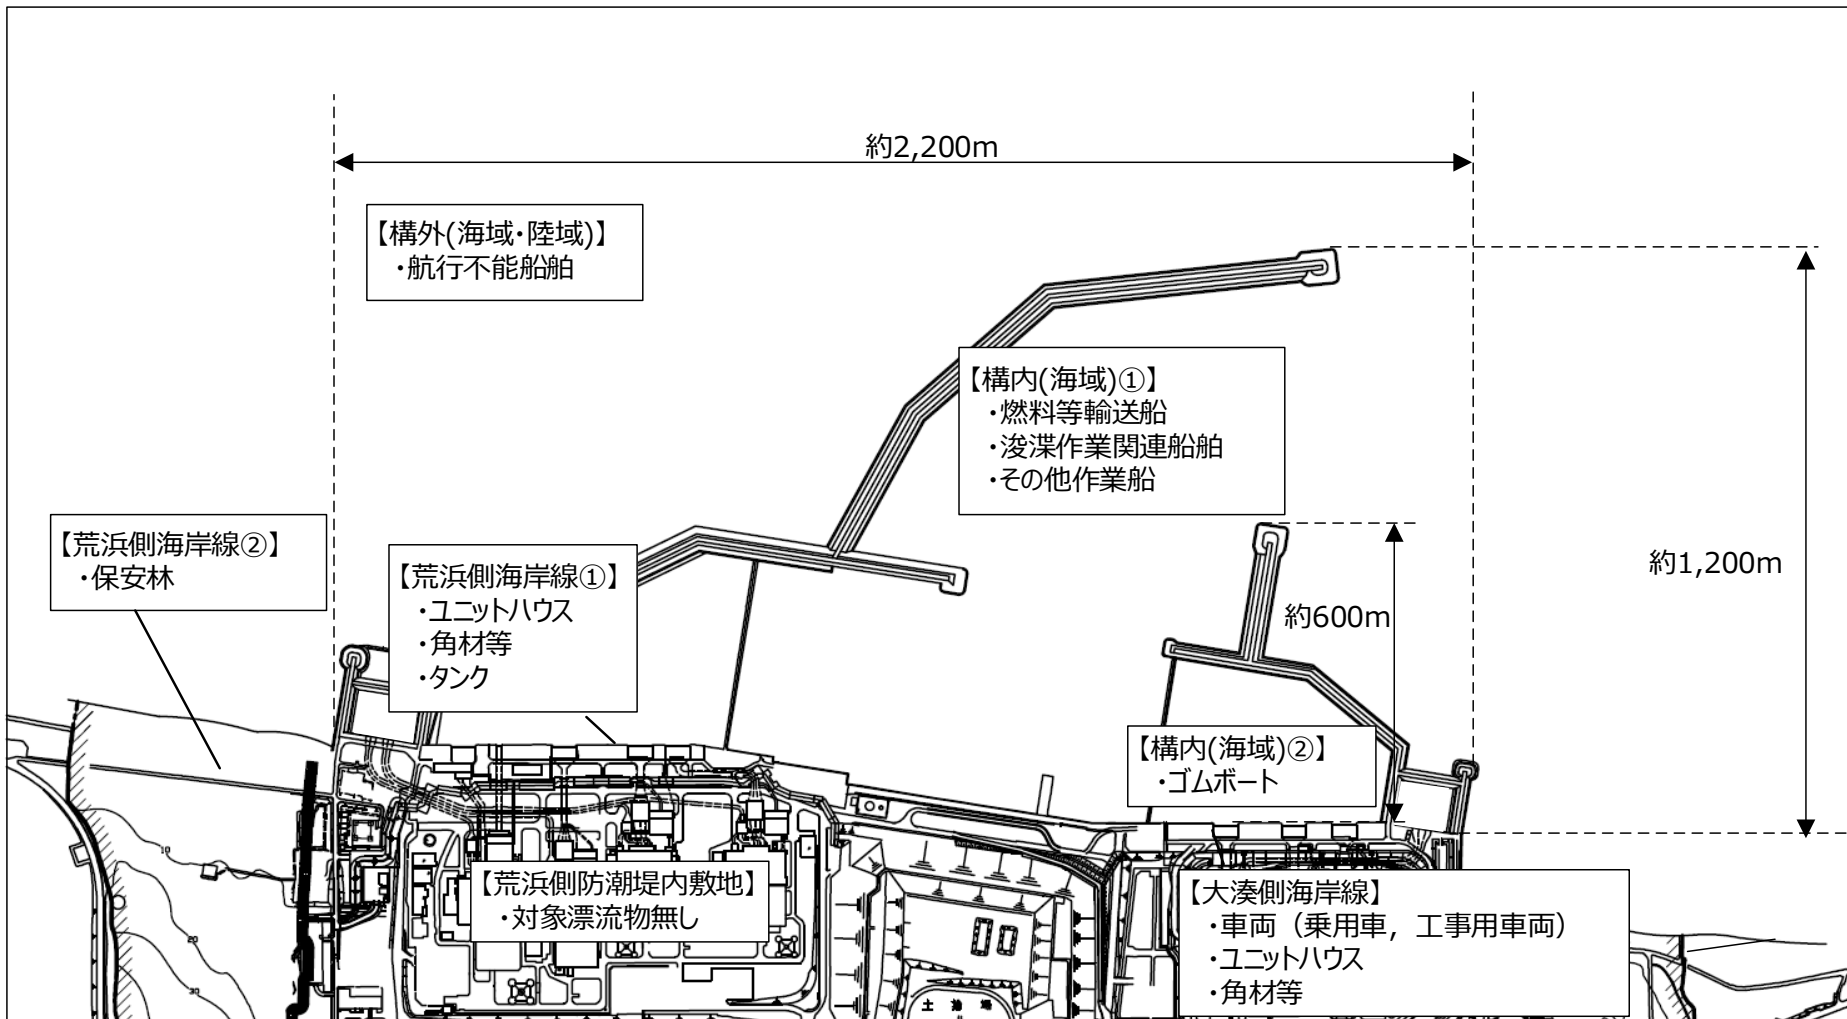 約2,200m
【構外(海域・陸域)】
・航行不能船舶
【構内(海域)①】
・燃料等輸送船
・浚渫作業関連船舶
・その他作業船
【荒浜側海岸線②】
・保安林
【荒浜側海岸線①】
・ユニットハウス
・角材等
・タンク
約1,200m
約600m
【構内(海域)②】
・ゴムボート
10
20
30
【荒浜側防潮堤内敷地】
・対象漂流物無し
【大湊側海岸線】
・車両（乗用車，工事用車両）
・ユニットハウス
・角材等